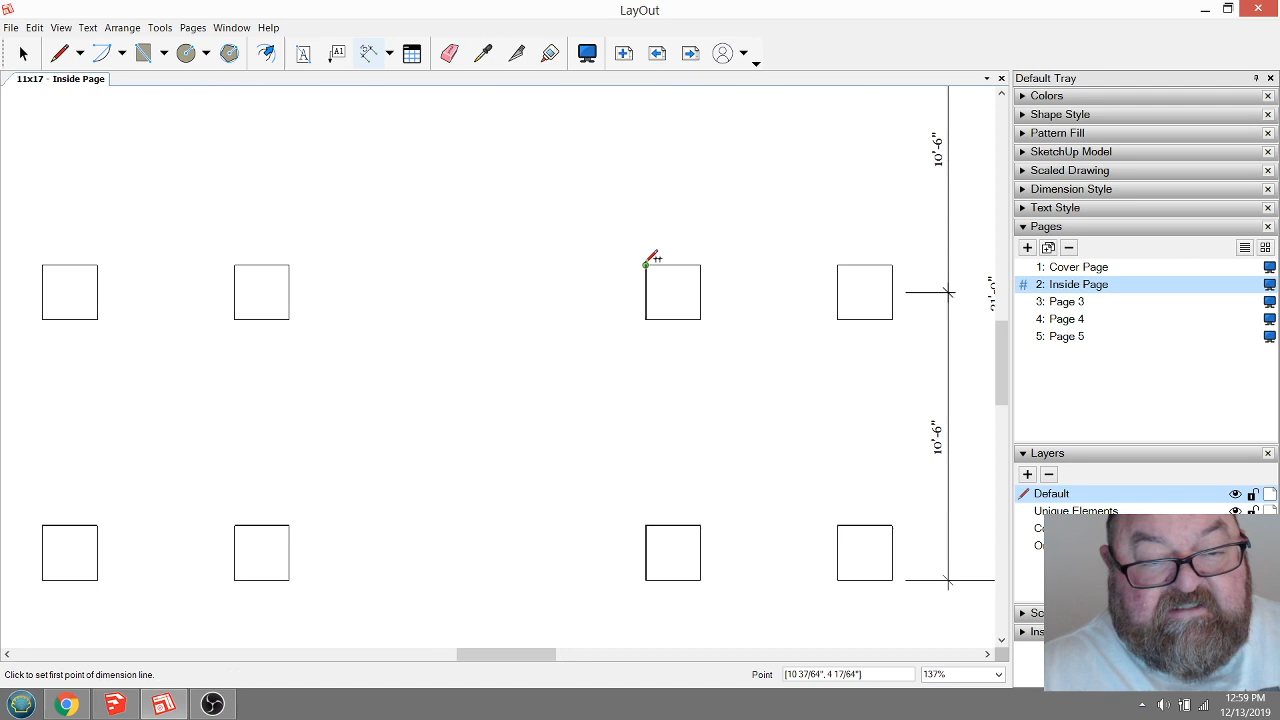 LayOut
File Edit View Text Arrange Tools Pages Window Help
A A1
11x17 - Inside Page
Default Tray
Colors
Shape Style
Pattern Fill
SketchUp Model
Scaled Drawing
Dimension Style
Text Style
Pages
1: Cover Page
# 2: Inside Page
3: Page 3
4: Page 4
5: Page 5
Layers
Default
Unique Elements
10'-6"
10'-6"
Click to set first point of dimension line.
Point [10 37/64", 4 17/64"] 137%
12:59 PM
12/13/2019